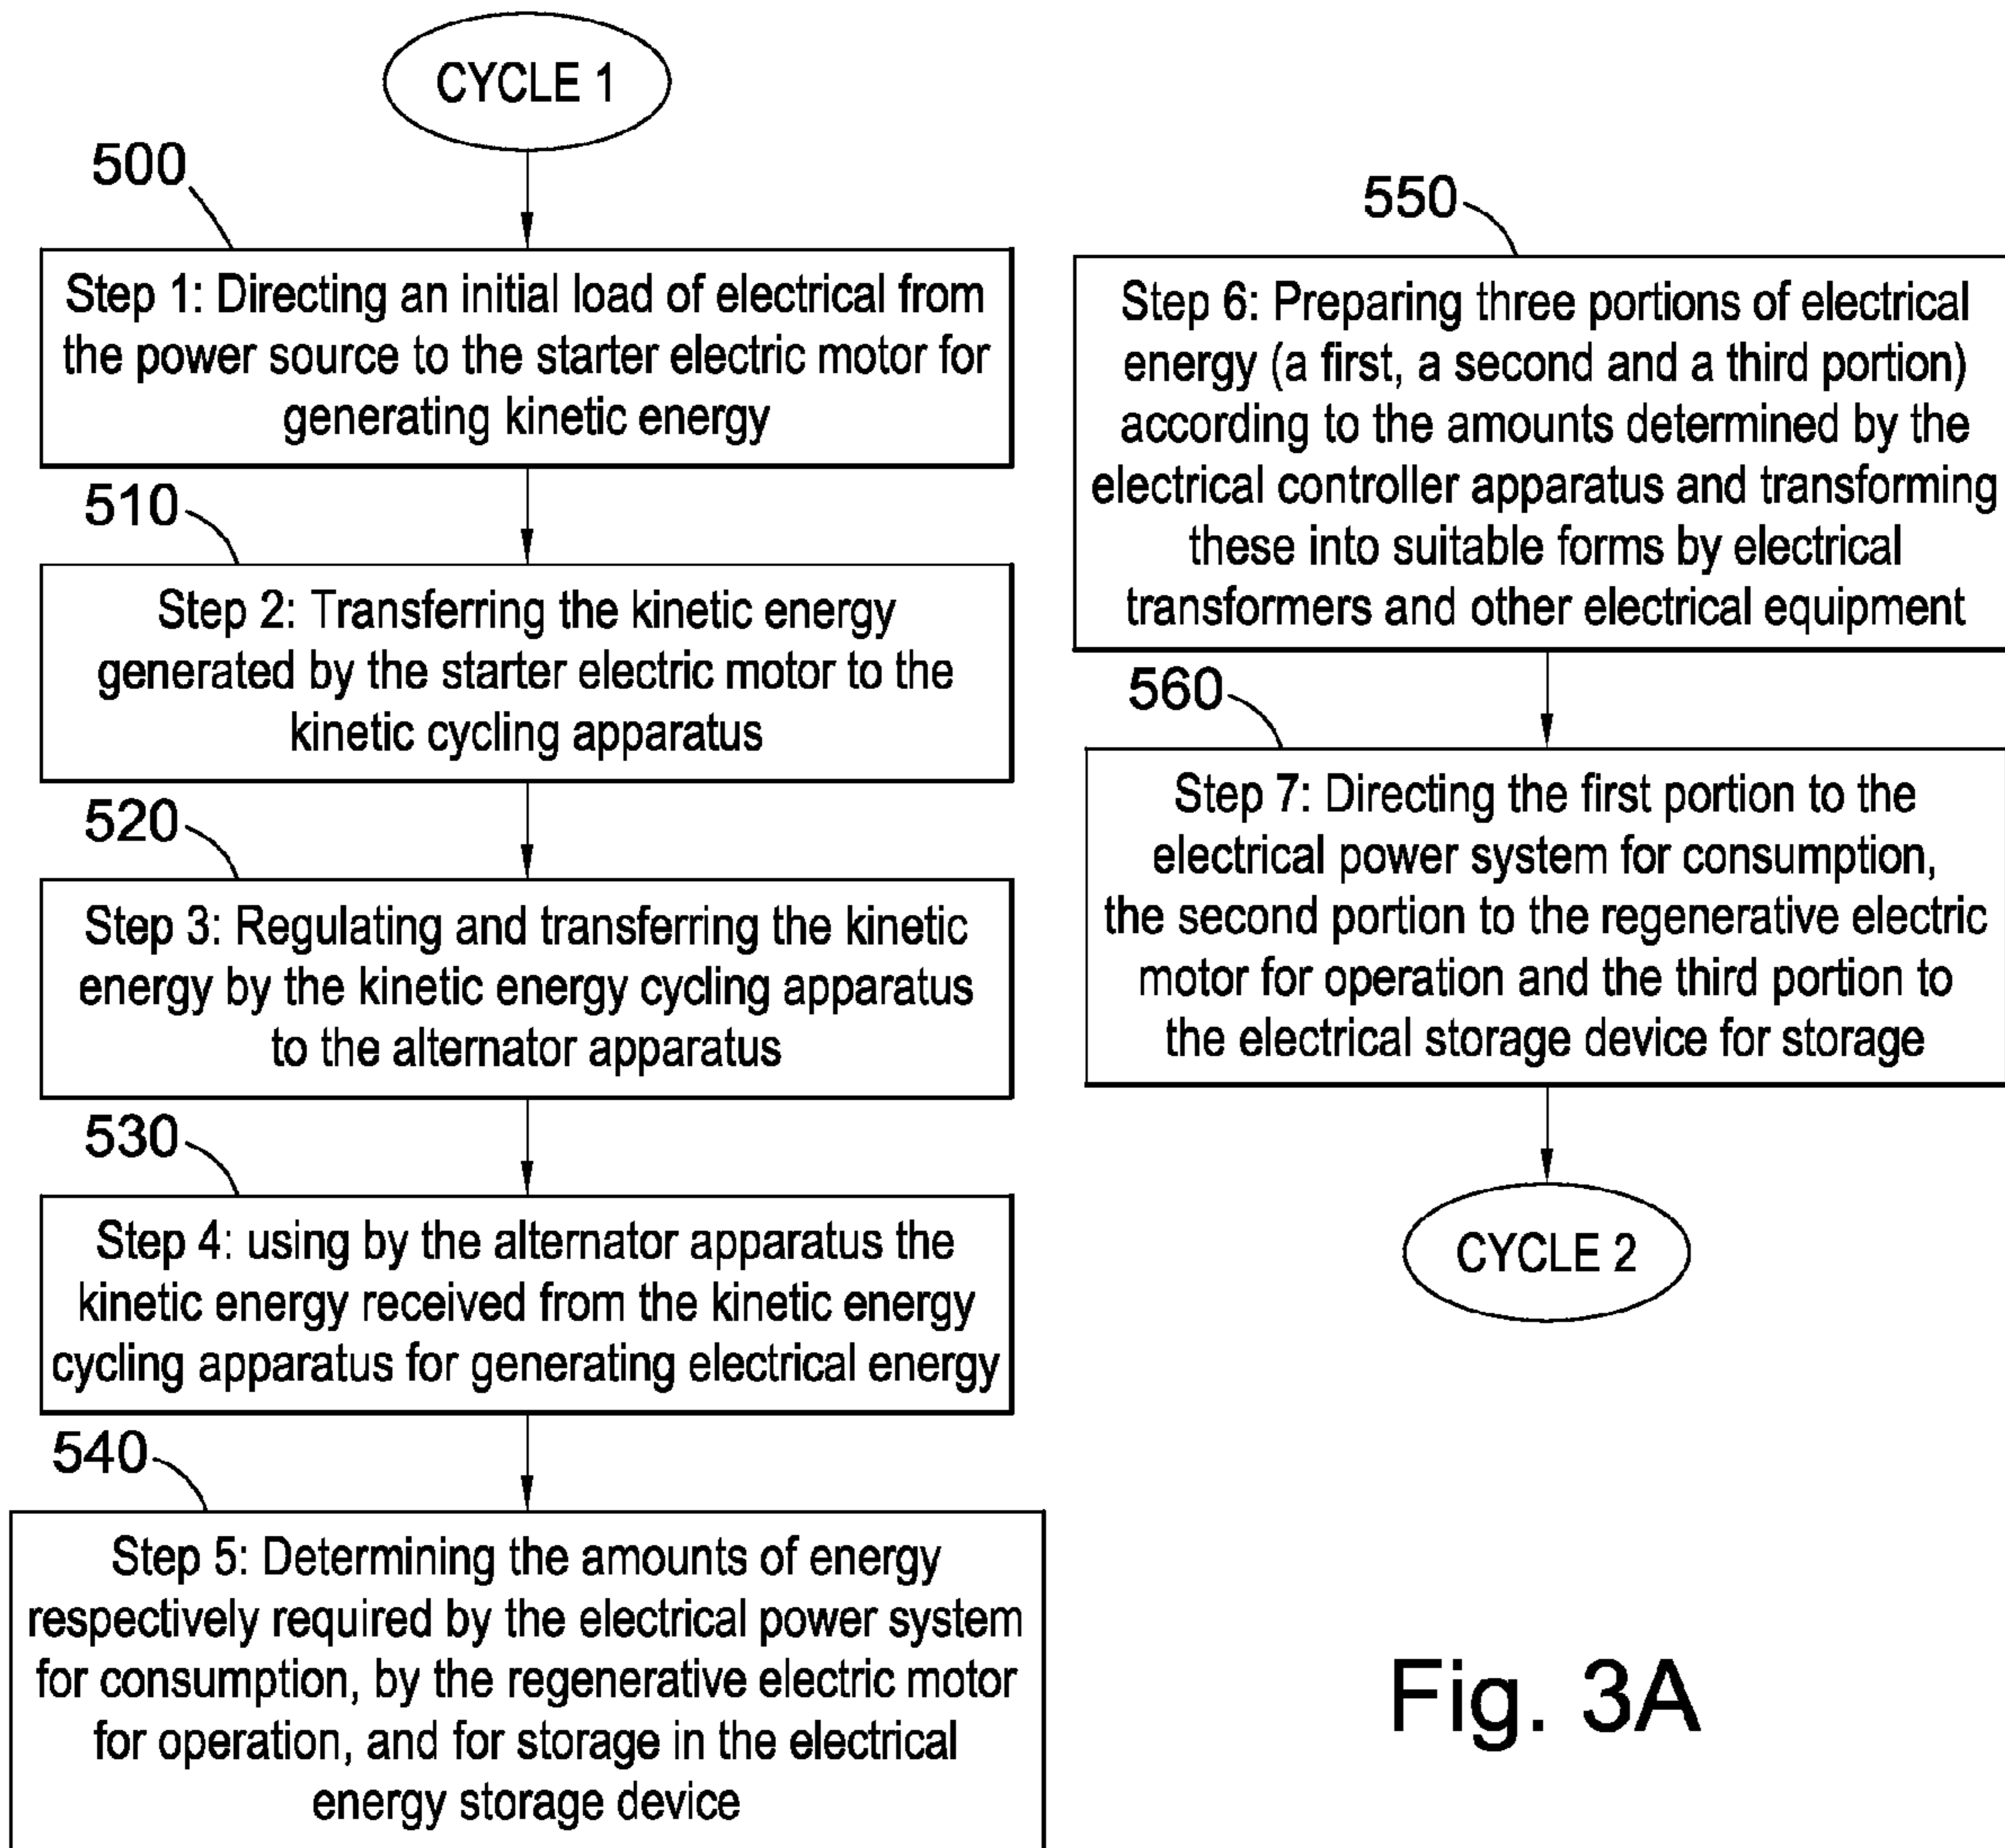 CYCLE 1
500
Step 1: Directing an initial load of electrical from
the power source to the starter electric motor for
generating kinetic energy
510
Step 2: Transferring the kinetic energy
generated by the starter electric motor to the
kinetic cycling apparatus
520
Step 3: Regulating and transferring the kinetic
energy by the kinetic energy cycling apparatus
to the alternator apparatus
530
Step 4: using by the alternator apparatus the
kinetic energy received from the kinetic energy
cycling apparatus for generating electrical energy
540
Step 5: Determining the amounts of energy
respectively required by the electrical power system
for consumption, by the regenerative electric motor
for operation, and for storage in the electrical
energy storage device
550
Step 6: Preparing three portions of electrical
energy (a first, a second and a third portion)
according to the amounts determined by the
electrical controller apparatus and transforming
these into suitable forms by electrical
transformers and other electrical equipment
560
Step 7: Directing the first portion to the
electrical power system for consumption,
the second portion to the regenerative electric
motor for operation and the third portion to
the electrical storage device for storage
CYCLE 2
Fig. 3A